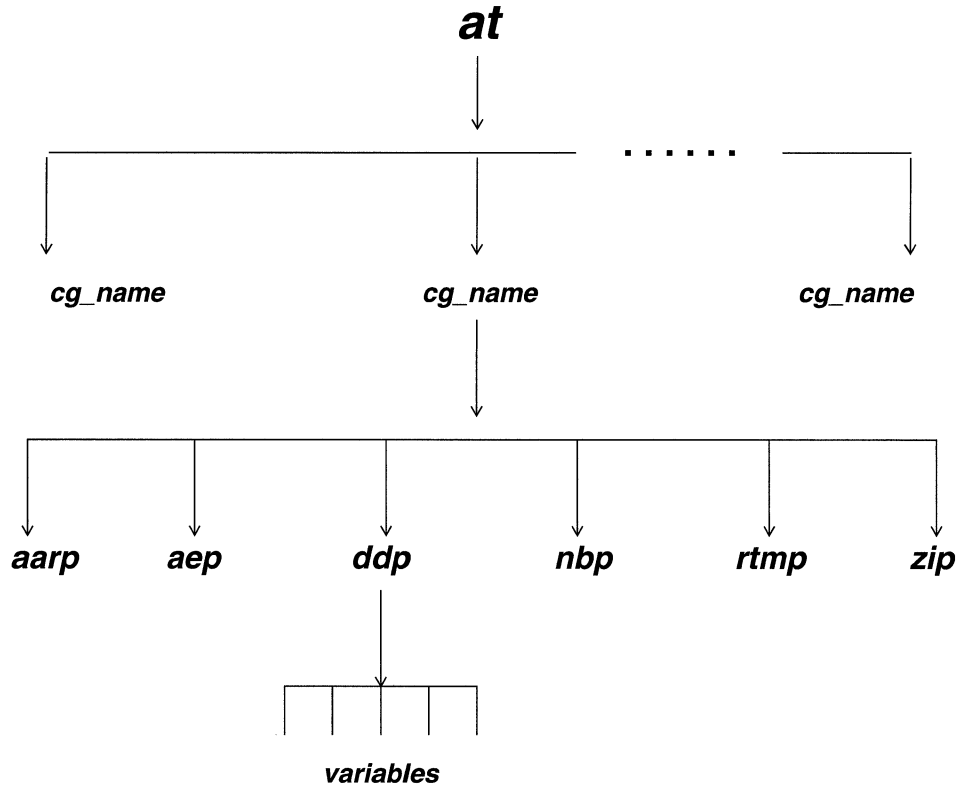 at
cg_name cg_name cg_name
aarp aep ddp nbp rtmp zip
variables